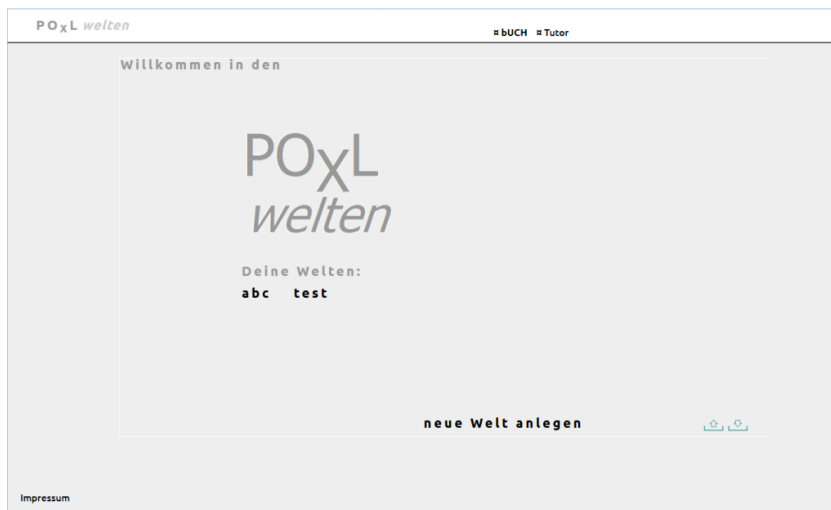 POXL welten
¤ bUCH ¤ Tutor
Willkommen in den
POXL
welten
Deine Welten:
abc test
neue Welt anlegen
Impressum